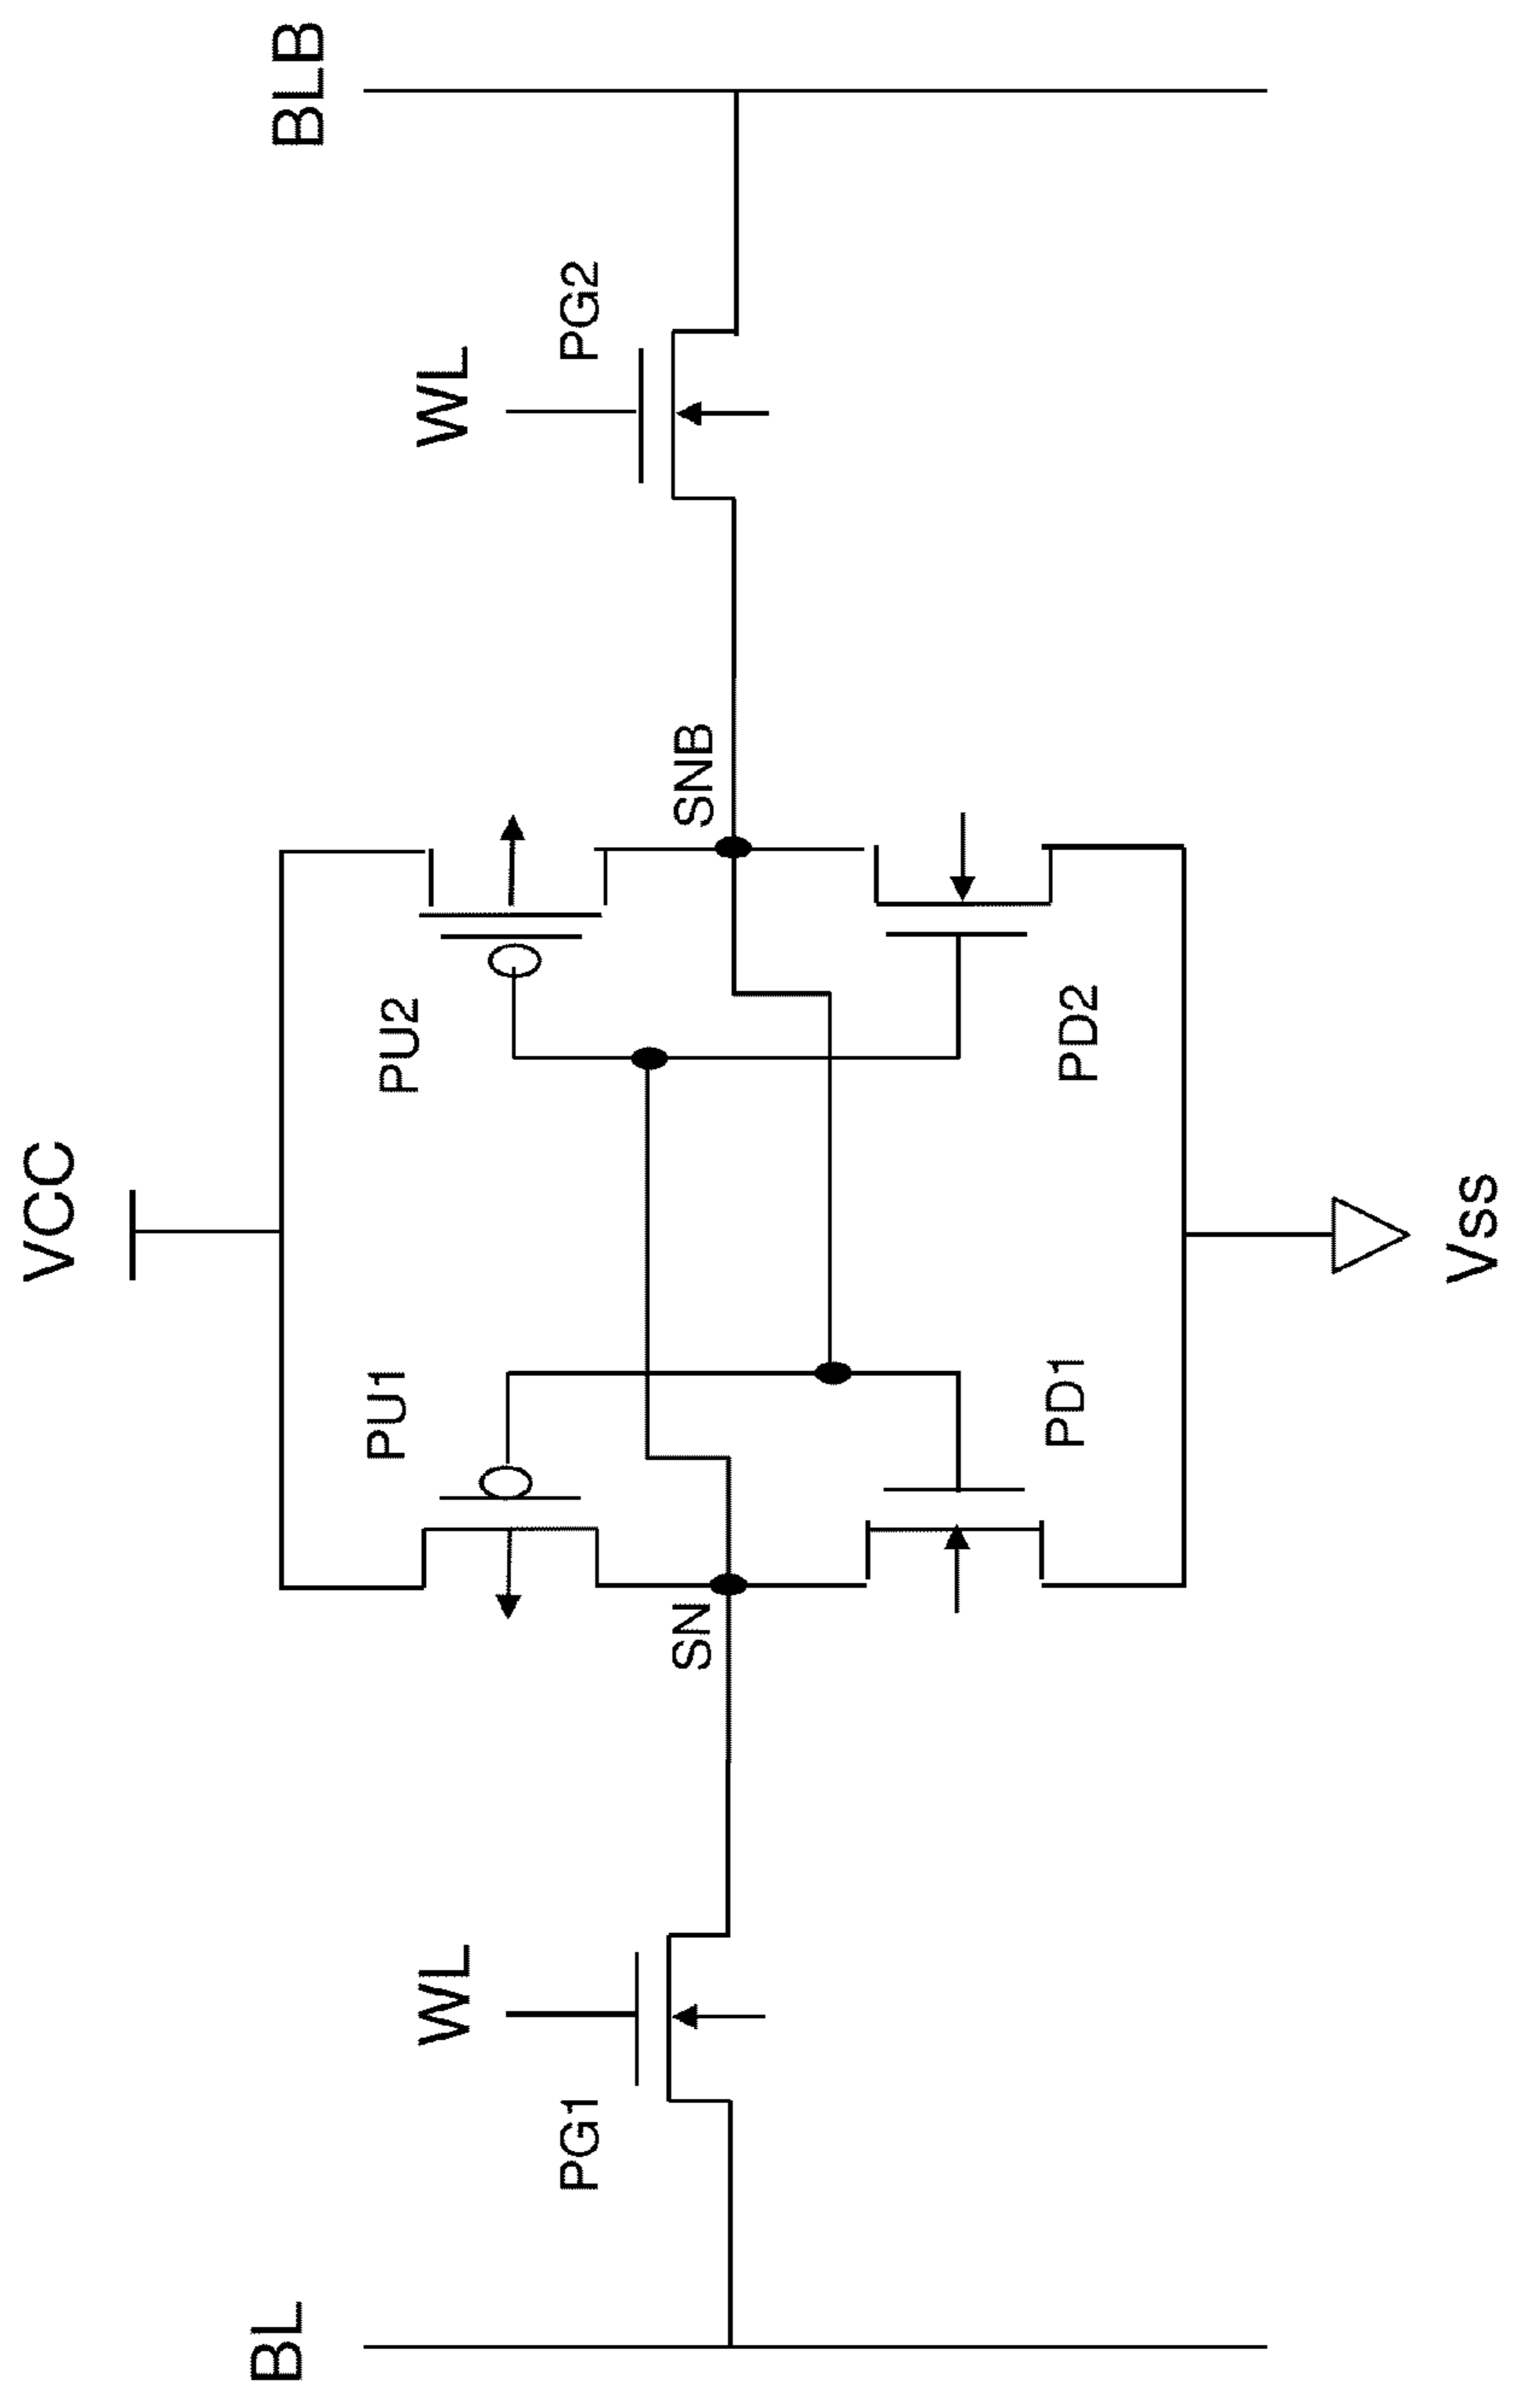 VCC
BL
BLB
WL
WL
PU1
PU2
PG1
PG2
SN
SNB
PD1
PD2
Vss